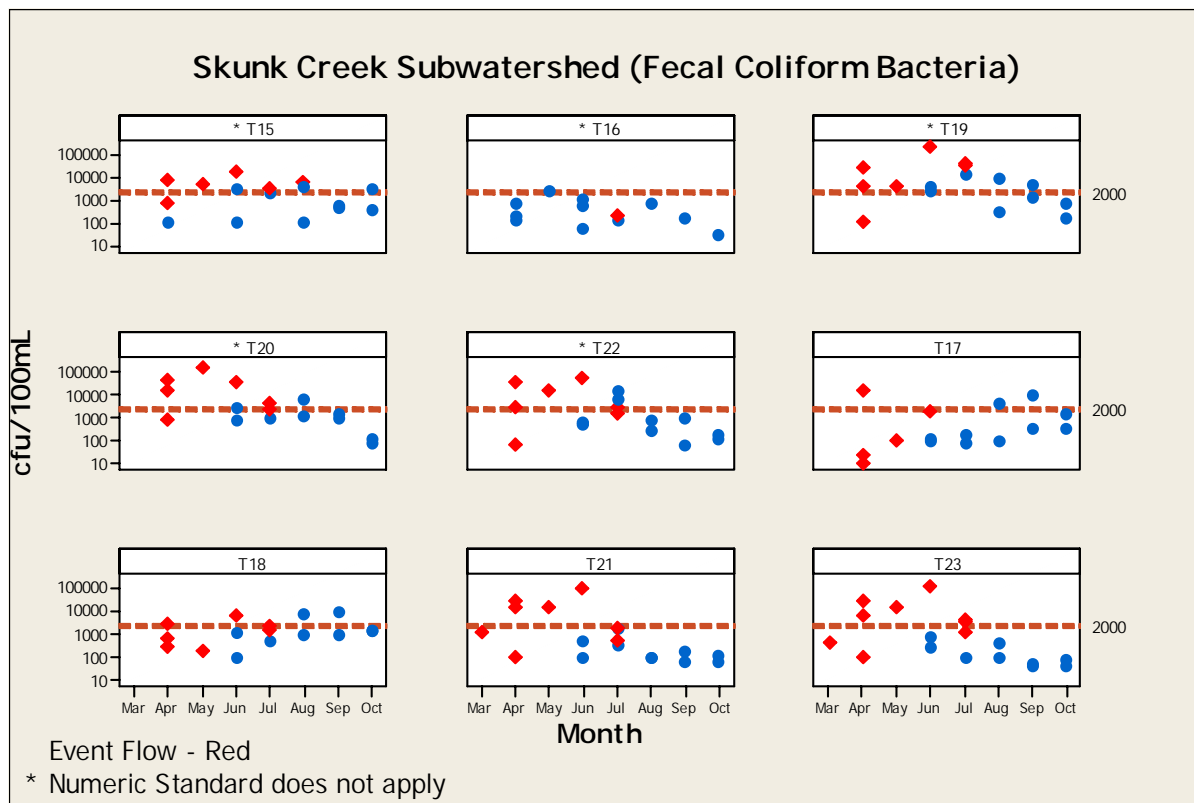 Skunk Creek Subwatershed (Fecal Coliform Bacteria)
* T15
* T16
* T19
100000
10000
1000
100
10
2000
* T20
* T22
T17
100000
10000
1000
100
10
2000
cfu/100mL
T18
T21
T23
100000
10000
1000
100
10
2000
Mar Apr May Jun Jul Aug Sep Oct
Mar Apr May Jun Jul Aug Sep Oct
Mar Apr May Jun Jul Aug Sep Oct
Month
Event Flow - Red
* Numeric Standard does not apply